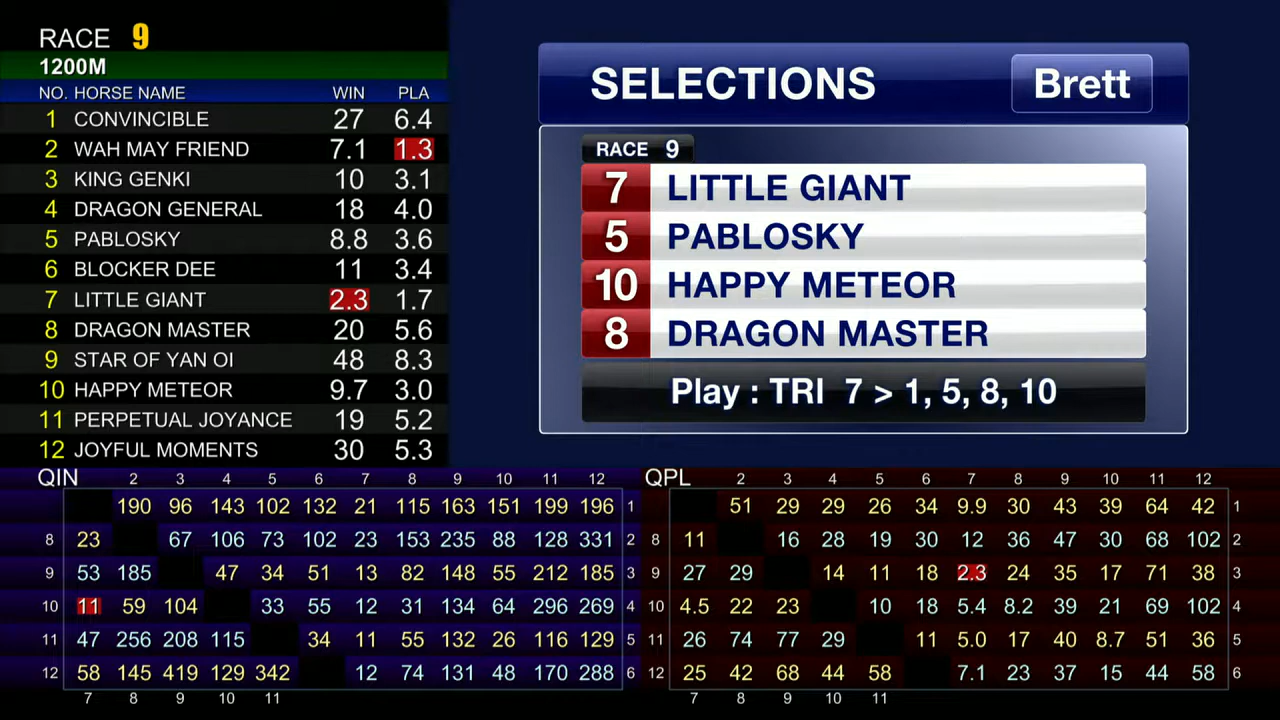 RACE 9
1200M
NO. HORSE NAME WIN PLA
1 CONVINCIBLE 27 6.4
2 WAH MAY FRIEND 7.1 1.3
3 KING GENKI 10 3.1
4 DRAGON GENERAL 18 4.0
5 PABLOSKY 8.8 3.6
6 BLOCKER DEE 11 3.4
7 LITTLE GIANT 2.3 1.7
8 DRAGON MASTER 20 5.6
9 STAR OF YAN OI 48 8.3
10 HAPPY METEOR 9.7 3.0
11 PERPETUAL JOYANCE 19 5.2
12 JOYFUL MOMENTS 30 5.3
SELECTIONS Brett
RACE 9
7 LITTLE GIANT
5 PABLOSKY
10 HAPPY METEOR
8 DRAGON MASTER
Play : TRI 7 > 1, 5, 8, 10
QIN 2 3 4 5 6 7 8 9 10 11 12
190 96 143 102 132 21 115 163 151 199 196 1
8 23 67 106 73 102 23 153 235 88 128 331 2
9 53 185 47 34 51 13 82 148 55 212 185 3
10 11 59 104 33 55 12 31 134 64 296 269 4
11 47 256 208 115 34 11 55 132 26 116 129 5
12 58 145 419 129 342 12 74 131 48 170 288 6
7 8 9 10 11
QPL 2 3 4 5 6 7 8 9 10 11 12
51 29 29 26 34 9.9 30 43 39 64 42 1
8 11 16 28 19 30 12 36 47 30 68 102 2
9 27 29 14 11 18 2.3 24 35 17 71 38 3
10 4.5 22 23 10 18 5.4 8.2 39 21 69 102 4
11 26 74 77 29 11 5.0 17 40 8.7 51 36 5
12 25 42 68 44 58 7.1 23 37 15 44 58 6
7 8 9 10 11